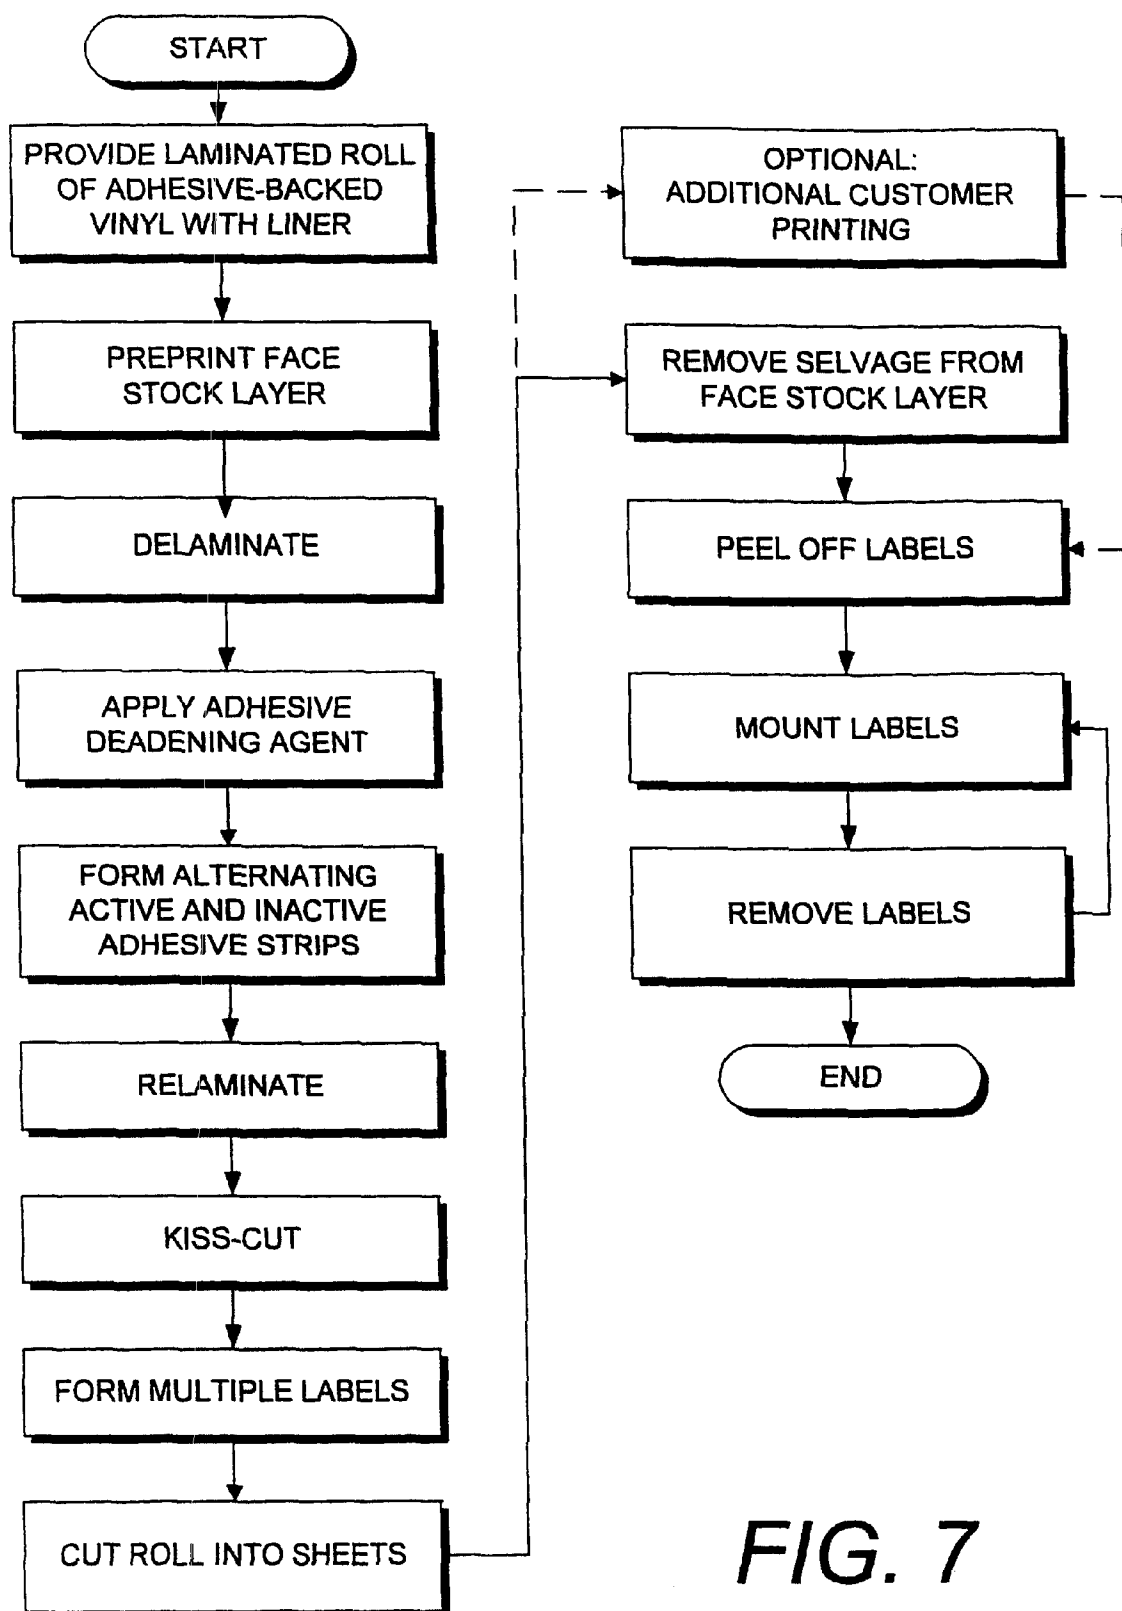 START
PROVIDE LAMINATED ROLL
OF ADHESIVE-BACKED
VINYL WITH LINER
PREPRINT FACE
STOCK LAYER
DELAMINATE
APPLY ADHESIVE
DEADENING AGENT
FORM ALTERNATING
ACTIVE AND INACTIVE
ADHESIVE STRIPS
RELAMINATE
KISS-CUT
FORM MULTIPLE LABELS
CUT ROLL INTO SHEETS
OPTIONAL:
ADDITIONAL CUSTOMER
PRINTING
REMOVE SELVAGE FROM
FACE STOCK LAYER
PEEL OFF LABELS
MOUNT LABELS
REMOVE LABELS
END
FIG. 7